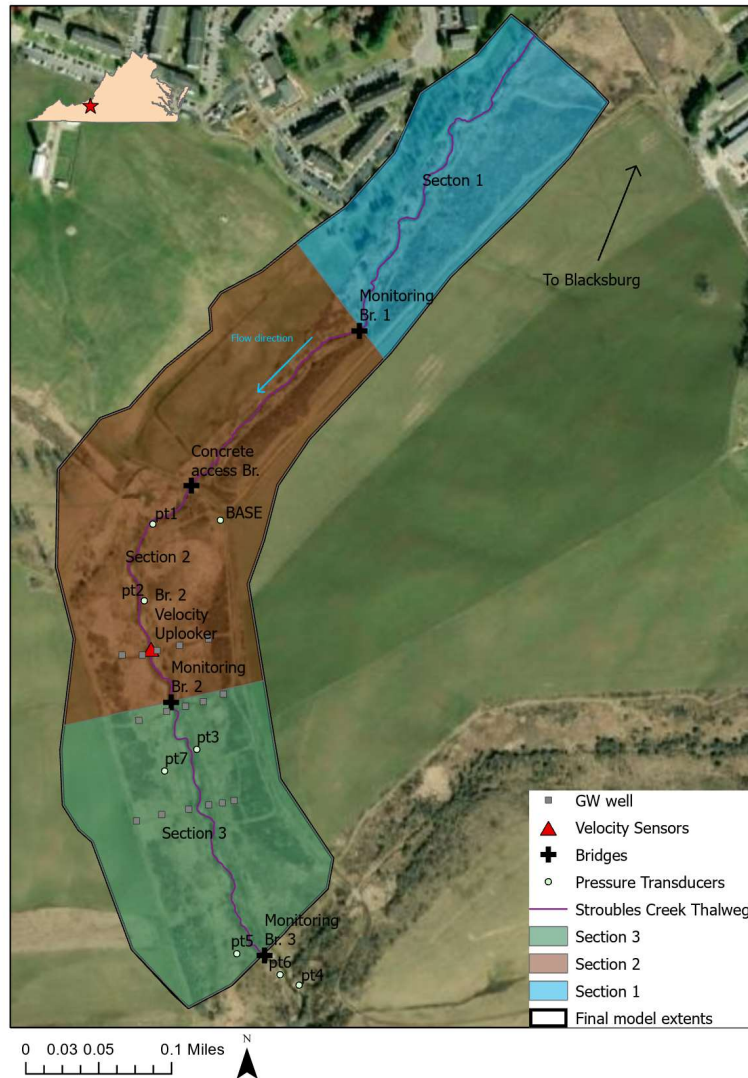 Secton 1
To Blacksburg
Monitoring
Br. 1
Flow direction
Concrete
access Br.
pt1
BASE
Section 2
pt2
Br. 2
Velocity
Uplooker
Monitoring
Br. 2
pt3
pt7
Section 3
Monitoring
Br. 3
pt5
pt6
pt4
GW well
Velocity Sensors
Bridges
Pressure Transducers
Stroubles Creek Thalweg
Section 3
Section 2
Section 1
Final model extents
0 0.03 0.05 0.1 Miles
N